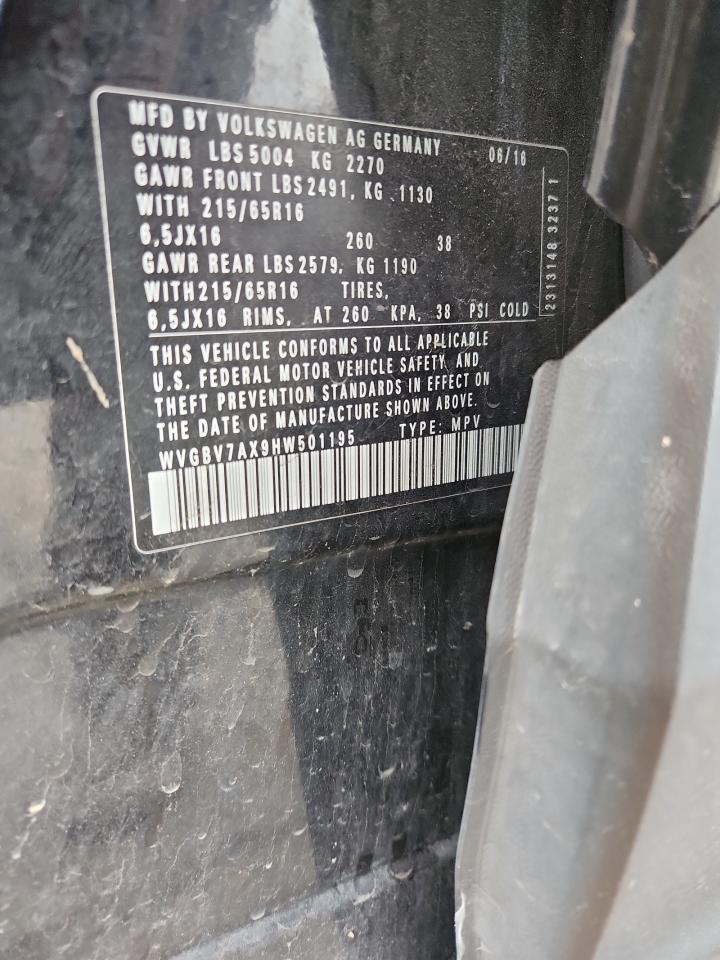 MFD BY VOLKSWAGEN AG GERMANY 06/16
GVWR LBS 5004 KG 2270
GAWR FRONT LBS 2491, KG 1130
WITH 215/65R16
6,5JX16 260 38
GAWR REAR LBS 2579, KG 1190
WITH 215/65R16 TIRES,
6,5JX16 RIMS, AT 260 KPA, 38 PSI COLD
THIS VEHICLE CONFORMS TO ALL APPLICABLE
U.S. FEDERAL MOTOR VEHICLE SAFETY AND
THEFT PREVENTION STANDARDS IN EFFECT ON
THE DATE OF MANUFACTURE SHOWN ABOVE.
WVGBV7AX9HW501195 TYPE: MPV
2313148 3237 1